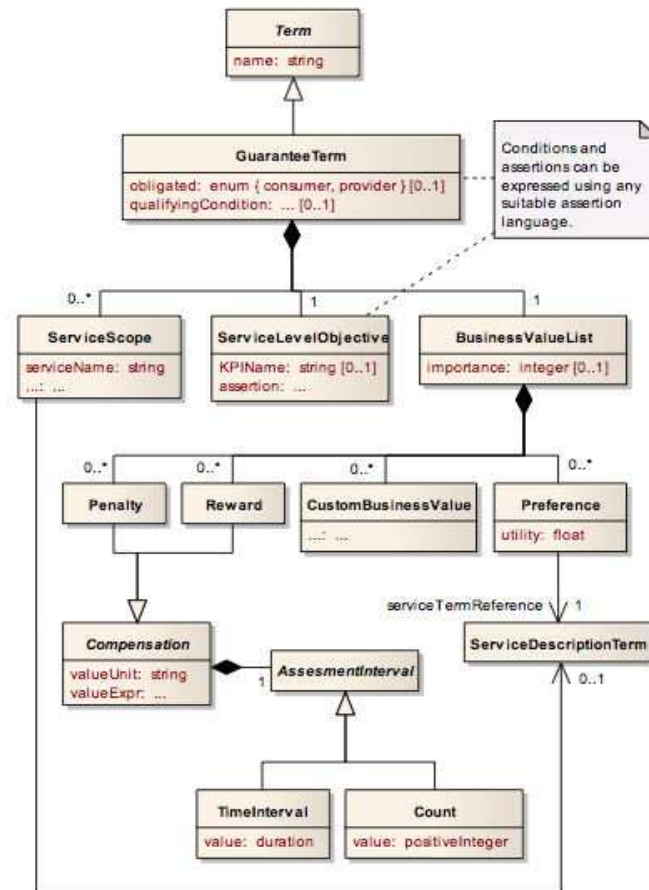 Term
name: string
GuaranteeTerm
obligated: enum { consumer, provider } [0..1]
qualifyingCondition: ... [0..1]
Conditions and
assertions can be
expressed using any
suitable assertion
language.
0..*
1
1
ServiceScope
serviceName: string
...: ...
ServiceLevelObjective
KPIName: string [0..1]
assertion: ...
BusinessValueList
importance: integer [0..1]
0..*
0..*
0..*
0..*
Penalty
Reward
CustomBusinessValue
...: ...
Preference
utility: float
serviceTermReference
1
Compensation
valueUnit: string
valueExpr: ...
1
AssesmentInterval
ServiceDescriptionTerm
0..1
TimeInterval
value: duration
Count
value: positiveInteger